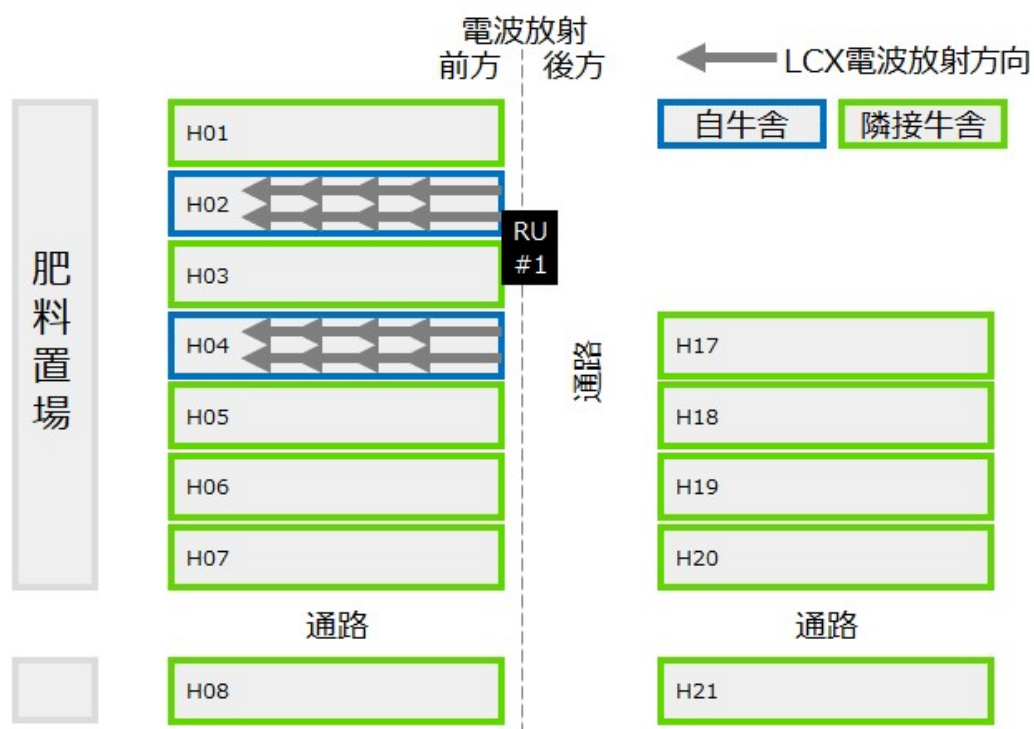 電波放射
前方 後方
LCX電波放射方向
自牛舎 隣接牛舎
肥料置場
H01
H02
RU
#1
H03
H04
H05
H06
H07
通路
H17
H18
H19
H20
通路 通路
H08 H21